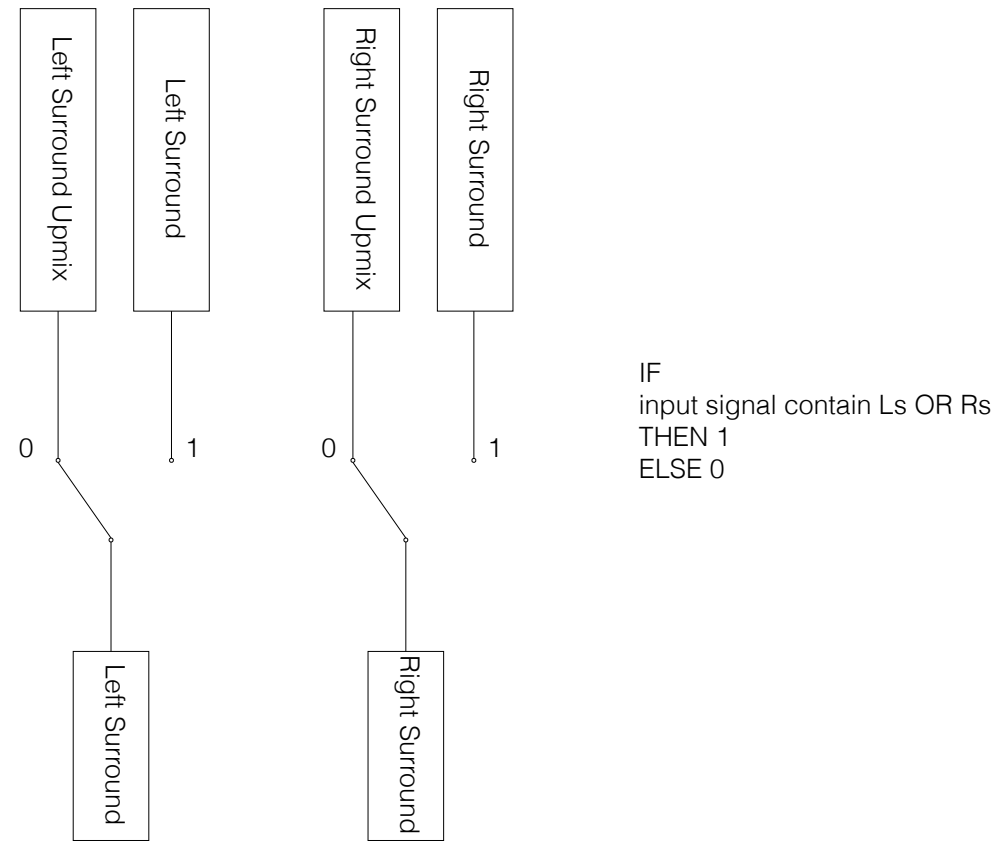 Left Surround Upmix
Left Surround
Right Surround Upmix
Right Surround
0
1
0
1
IF
input signal contain Ls OR Rs
THEN 1
ELSE 0
Left Surround
Right Surround